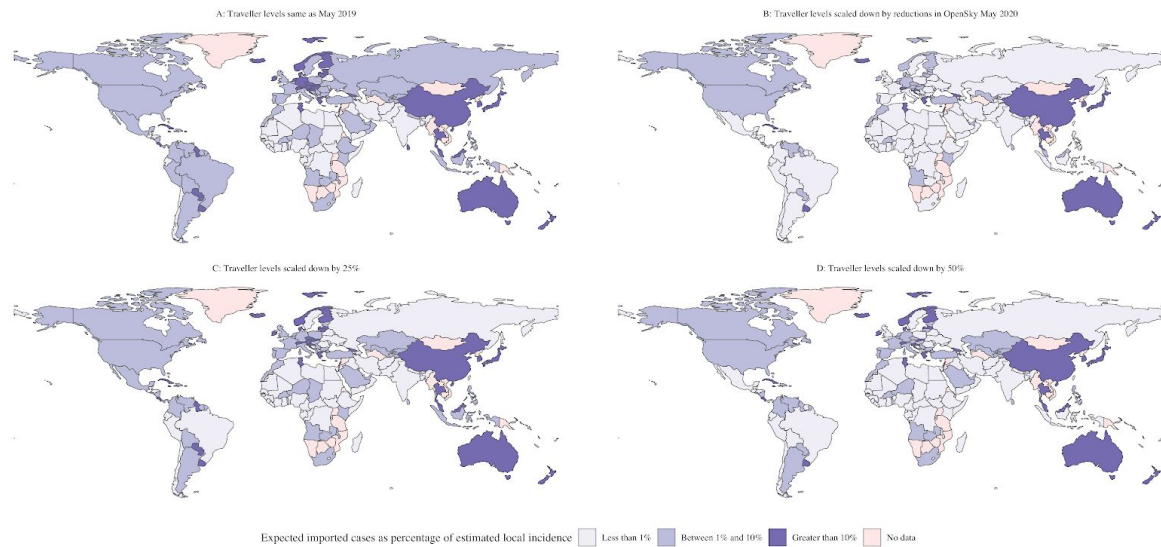 A: Traveller levels same as May 2019
B: Traveller levels scaled down by reductions in OpenSky May 2020
C: Traveller levels scaled down by 25%
D: Traveller levels scaled down by 50%
Expected imported cases as percentage of estimated local incidence Less than 1% Between 1% and 10% Greater than 10% No data